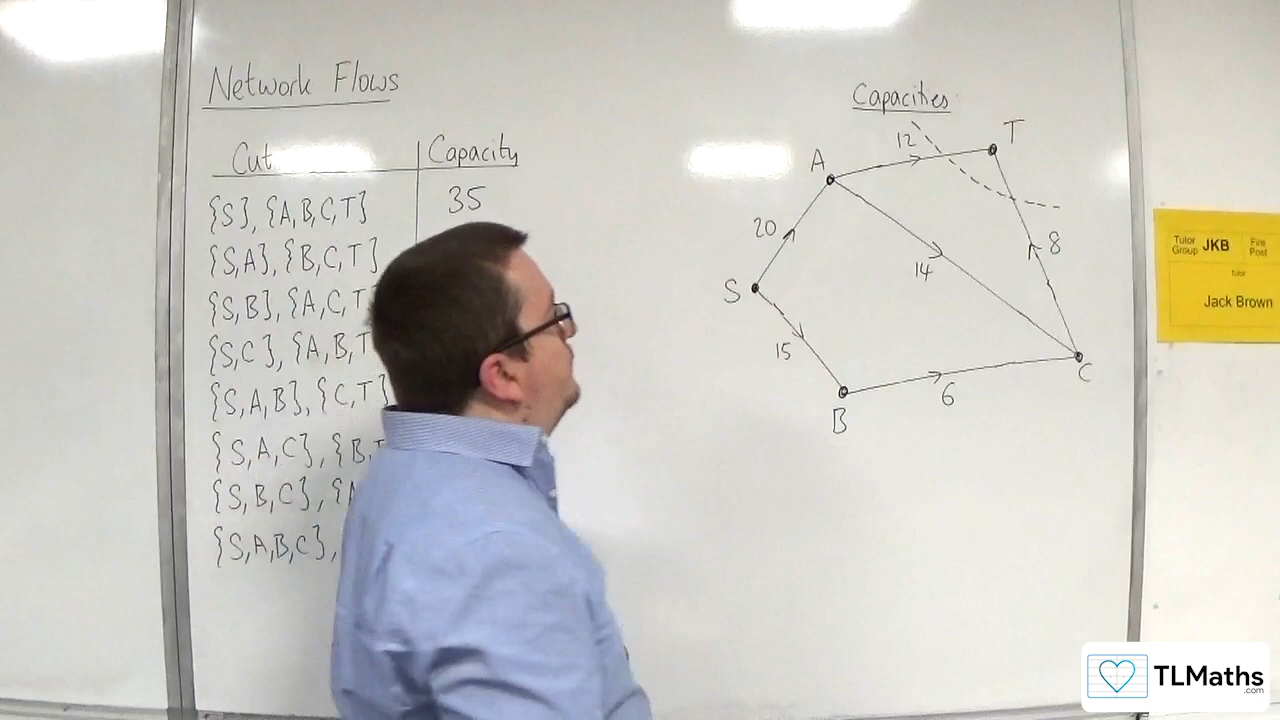 Network Flows
Cut Capacity
{S}, {A,B,C,T} 35
{S,A}, {B,C,T}
{S,B}, {A,C,T
{S,C}, {A,B,T
{S,A,B}, {C,T}
{S,A,C}, {B,T
{S,B,C}, {A
{S,A,B,C},
Capacities
T
12
A
20
8
14
S
15
C
6
B
Tutor Group JKB Fire Post
Tutor
Jack Brown
TLMaths
.com